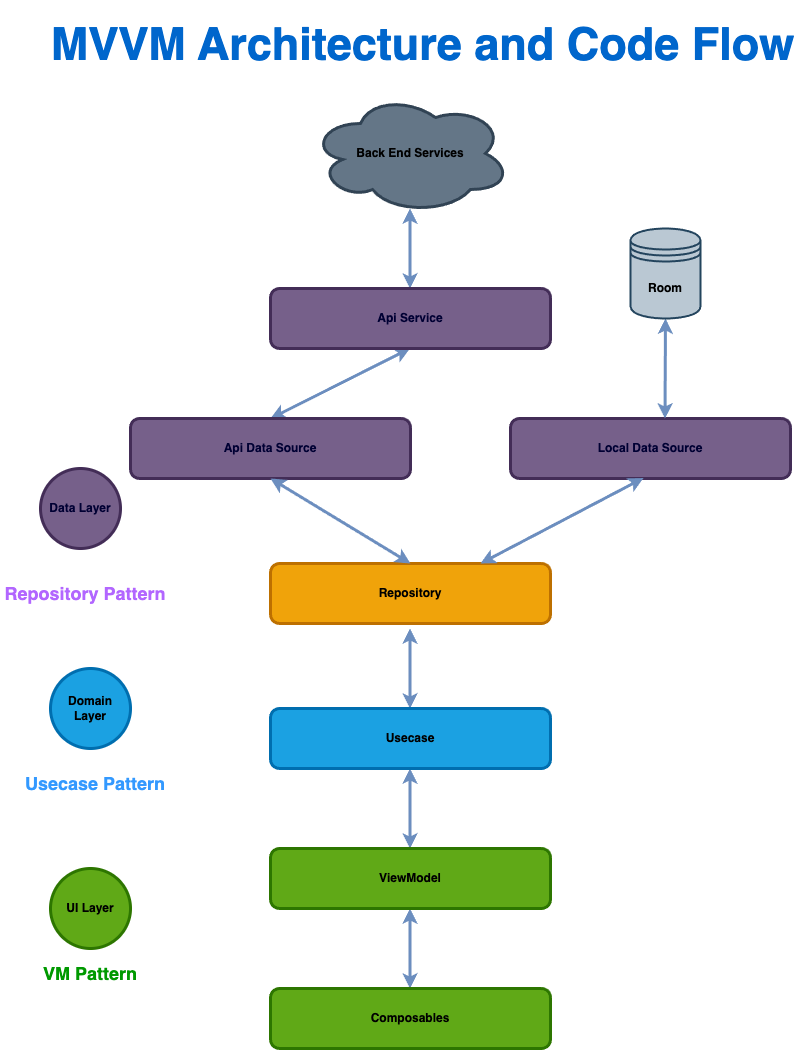 MVVM Architecture and Code Flow
Back End Services
Room
Api Service
Api Data Source
Local Data Source
Data Layer
Repository Pattern
Repository
Domain
Layer
Usecase
Usecase Pattern
ViewModel
UI Layer
VM Pattern
Composables